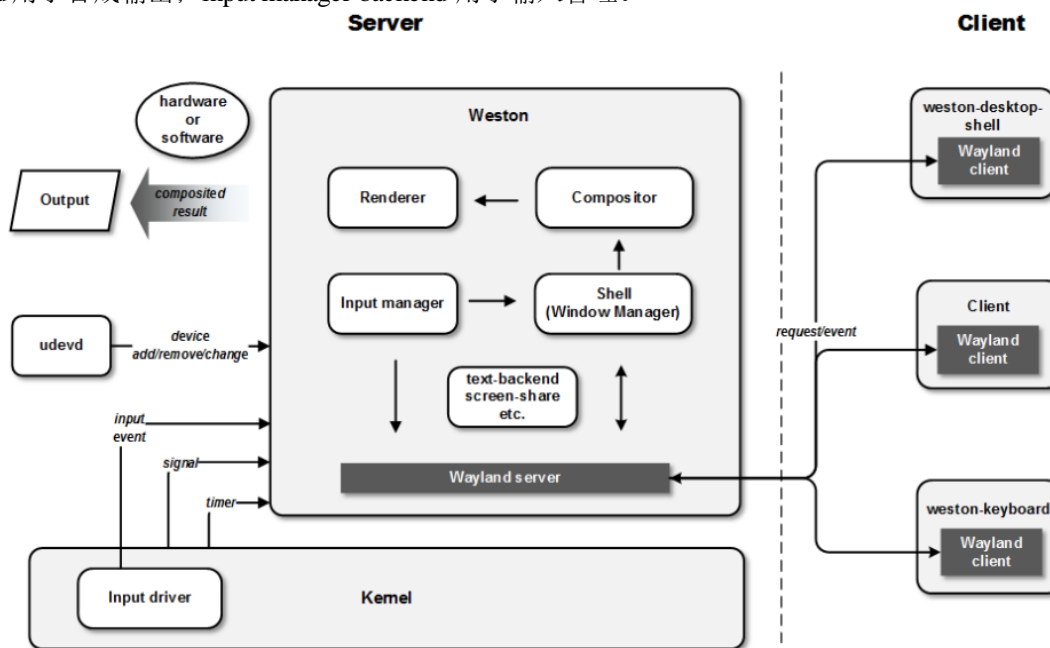 Server
Client
hardware
or
software
Weston
weston-desktop-
shell
Wayland
client
Output
composited
result
Renderer
Compositor
Input manager
Shell
(Window Manager)
Client
Wayland
client
udevd
device
add/remove/change
request/event
text-backend
screen-share
etc.
input
event
signal
Wayland server
timer
weston-keyboard
Wayland
client
Input driver
Kernel